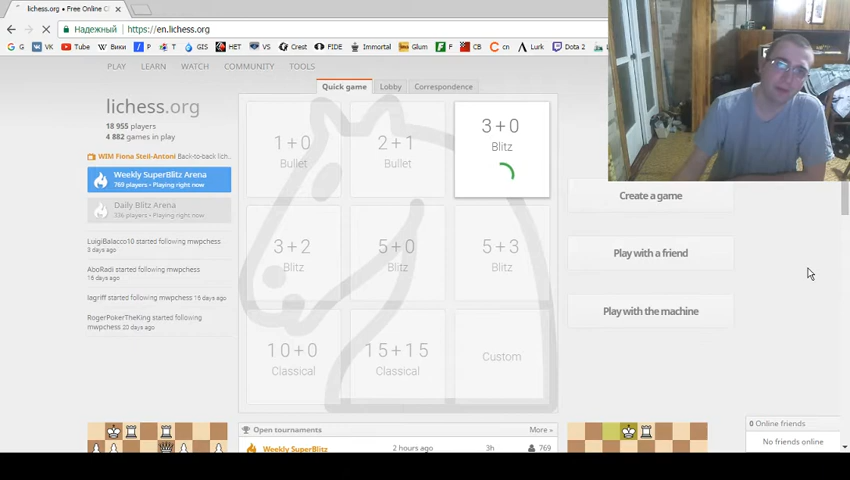 lichess.org • Free Online C
Надежный
https://en.lichess.org
G
VK
Tube
Вики
T.
GIS
HET
VS
Crest
FIDE
Immortal
Glum
F
СВ
cn
Lurk
Dota 2
PLAY LEARN WATCH COMMUNITY TOOLS
Quick game Lobby Correspondence
lichess.org
18 955 players
4 882 games in play
WIM Fiona Steil-Antoni Back-to-back lich..
Weekly SuperBlitz Arena
769 players • Playing right now
Daily Blitz Arena
336 players • Playing right now
LuigiBalacco10 started following mwpchess
3 days ago
AboRadi started following mwpchess
16 days ago
lagriff started following mwpchess 16 days ago
RogerPokerTheKing started following
mwpchess 20 days ago
1+0
Bullet
2+1
Bullet
3+0
Blitz
3+2
Blitz
5+0
Blitz
5+3
Blitz
10+0
Classical
15+15
Classical
Custom
Create a game
Play with a friend
Play with the machine
Open tournaments More »
Weekly SuperBlitz 2 hours ago 3h 769
0 Online friends
No friends online